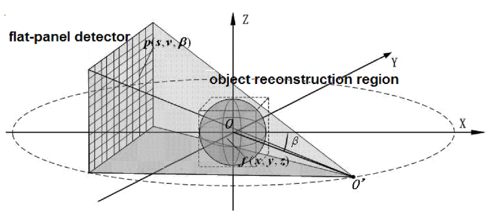 Z
flat-panel detector
p(s,v,β)
Y
object reconstruction region
X
O
β
f(x,y,z)
O'